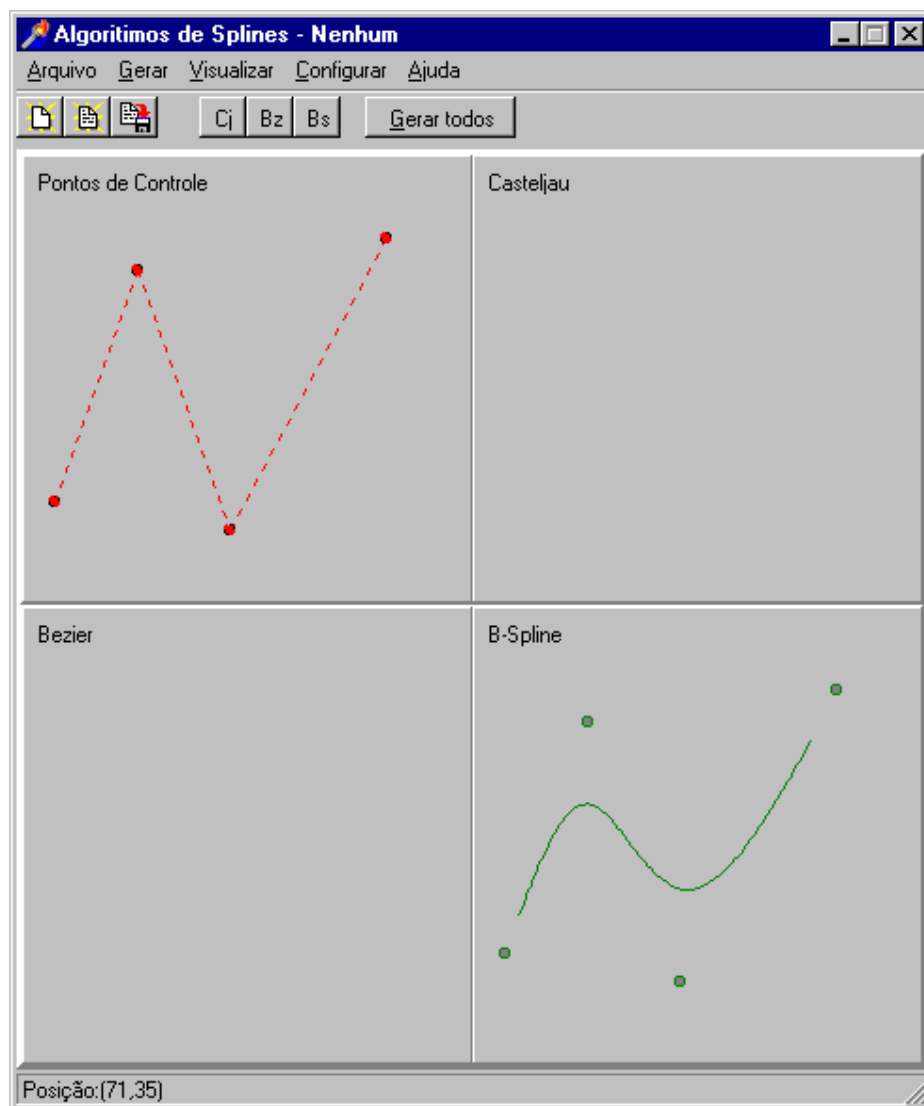 Algoritimos de Splines - Nenhum
Arquivo Gerar Visualizar Configurar Ajuda
Cj Bz Bs Gerar todos
Pontos de Controle
Casteljau
Bezier
B-Spline
Posição:(71,35)